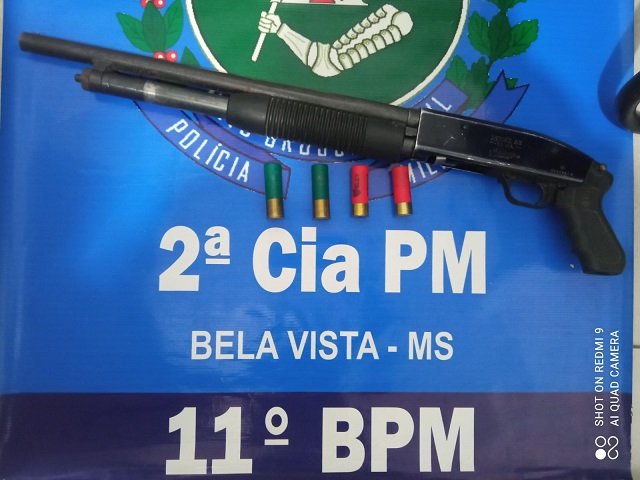 POLÍCIA
2ª Cia PM
BELA VISTA - MS
11º BPM
SHOT ON REDMI 9
AI QUAD CAMERA